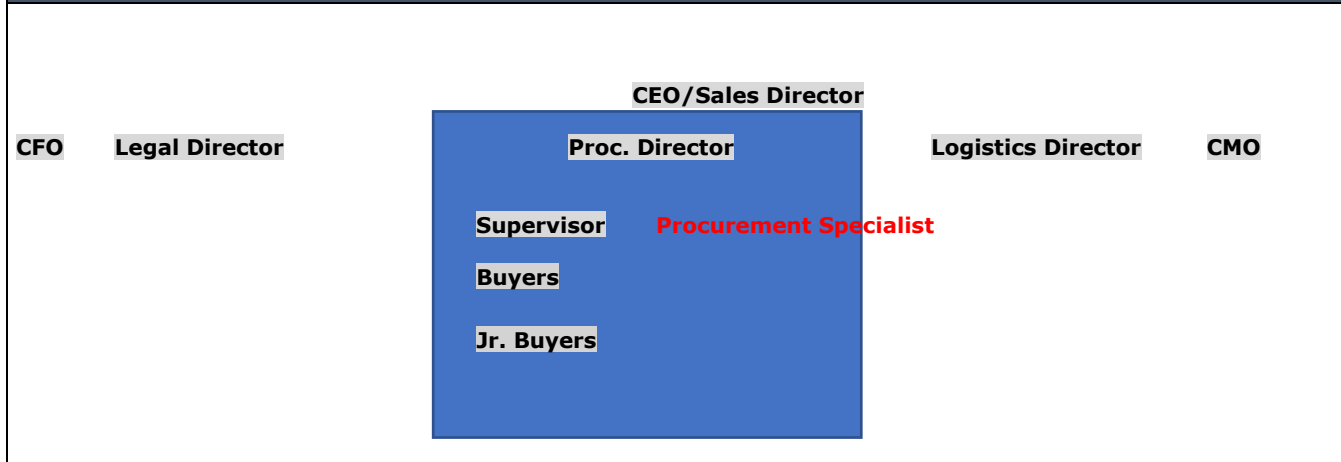 CEO/Sales Director
CFO Legal Director Proc. Director Logistics Director CMO
Supervisor Procurement Specialist
Buyers
Jr. Buyers